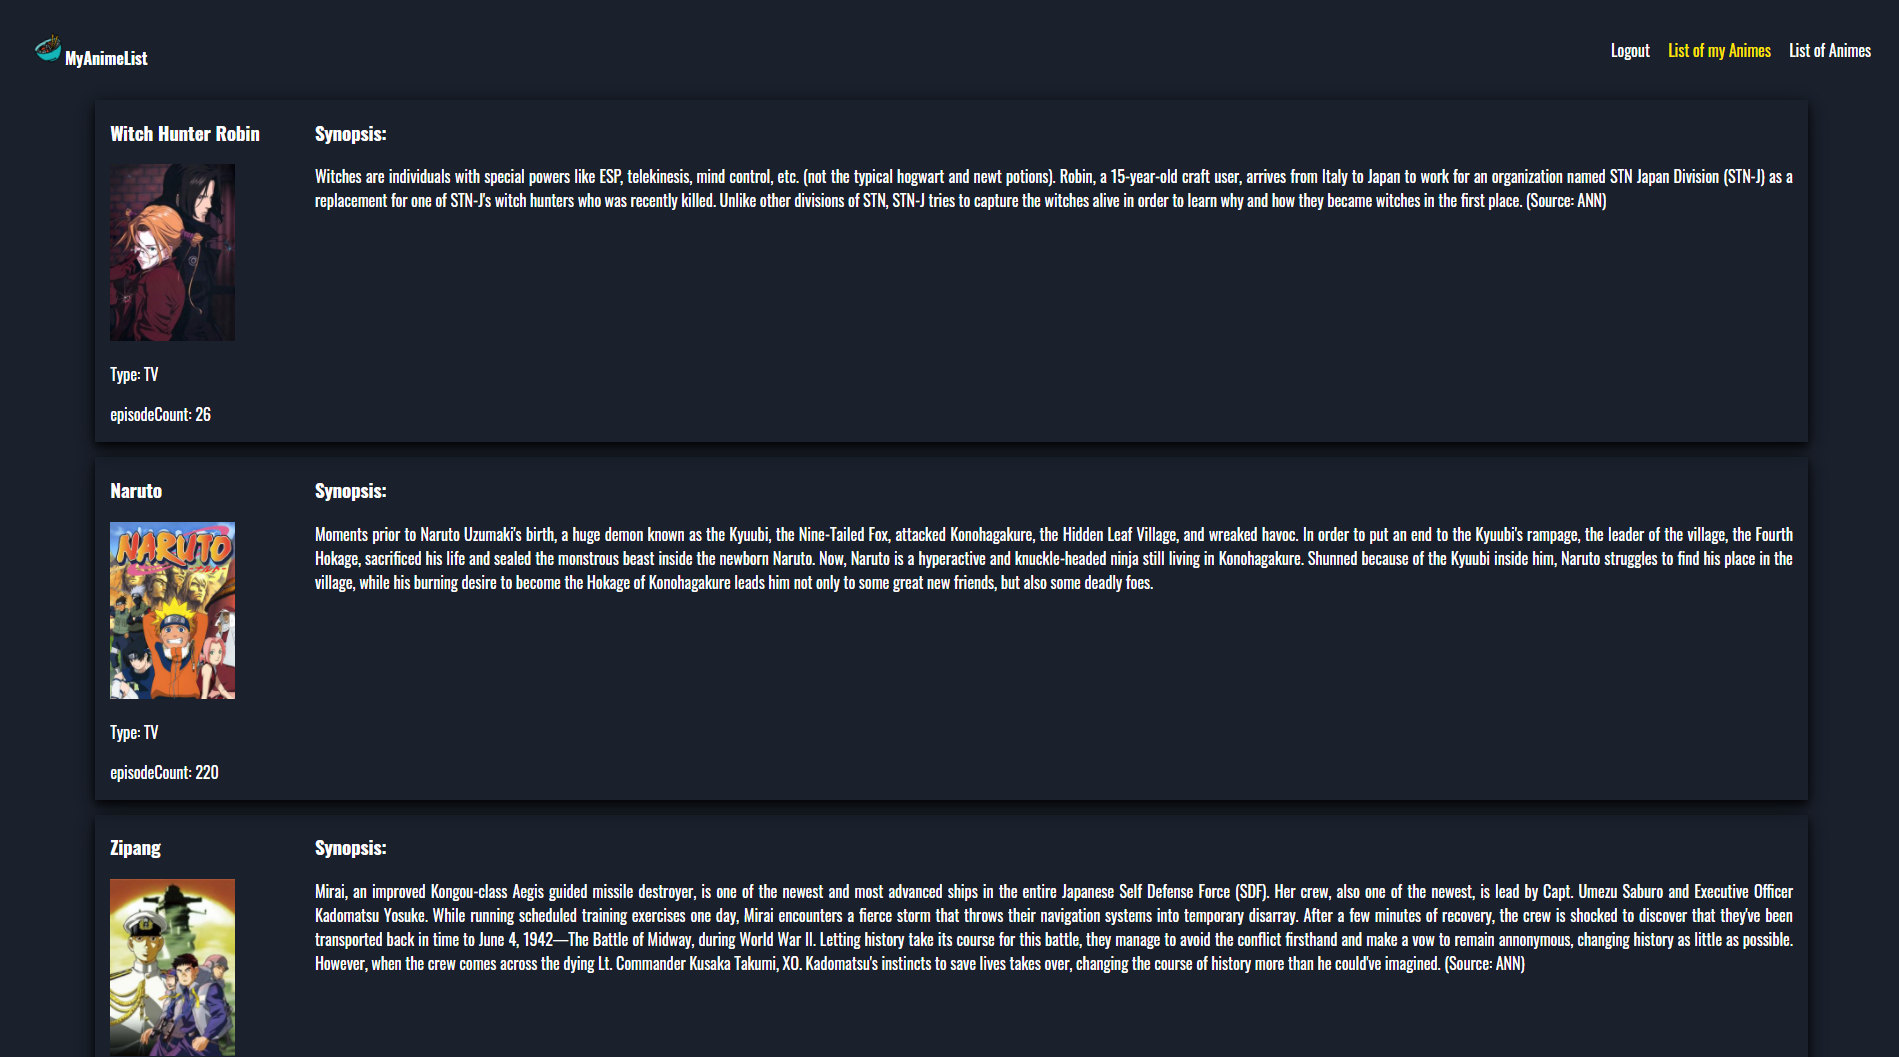 MyAnimeList
Logout
List of my Animes
List of Animes
Witch Hunter Robin
Synopsis:
Witches are individuals with special powers like ESP, telekinesis, mind control, etc. (not the typical hogwart and newt potions). Robin, a 15-year-old craft user, arrives from Italy to Japan to work for an organization named STN Japan Division (STN-J) as a
replacement for one of STN-J's witch hunters who was recently killed. Unlike other divisions of STN, STN-J tries to capture the witches alive in order to learn why and how they became witches in the first place. (Source: ANN)
Type: TV
episodeCount: 26
Naruto
Synopsis:
NARUTO
Moments prior to Naruto Uzumaki's birth, a huge demon known as the Kyuubi, the Nine-Tailed Fox, attacked Konohagakure, the Hidden Leaf Village, and wreaked havoc. In order to put an end to the Kyuubi's rampage, the leader of the village, the Fourth
Hokage, sacrificed his life and sealed the monstrous beast inside the newborn Naruto. Now, Naruto is a hyperactive and knuckle-headed ninja still living in Konohagakure. Shunned because of the Kyuubi inside him, Naruto struggles to find his place in the
village, while his burning desire to become the Hokage of Konohagakure leads him not only to some great new friends, but also some deadly foes.
Type: TV
episodeCount: 220
Zipang
Synopsis:
Mirai, an improved Kongou-class Aegis guided missile destroyer, is one of the newest and most advanced ships in the entire Japanese Self Defense Force (SDF). Her crew, also one of the newest, is lead by Capt. Umezu Saburo and Executive Officer
Kadomatsu Yosuke. While running scheduled training exercises one day, Mirai encounters a fierce storm that throws their navigation systems into temporary disarray. After a few minutes of recovery, the crew is shocked to discover that they've been
transported back in time to June 4, 1942—The Battle of Midway, during World War II. Letting history take its course for this battle, they manage to avoid the conflict firsthand and make a vow to remain annonymous, changing history as little as possible.
However, when the crew comes across the dying Lt. Commander Kusaka Takumi, XO. Kadomatsu's instincts to save lives takes over, changing the course of history more than he could've imagined. (Source: ANN)